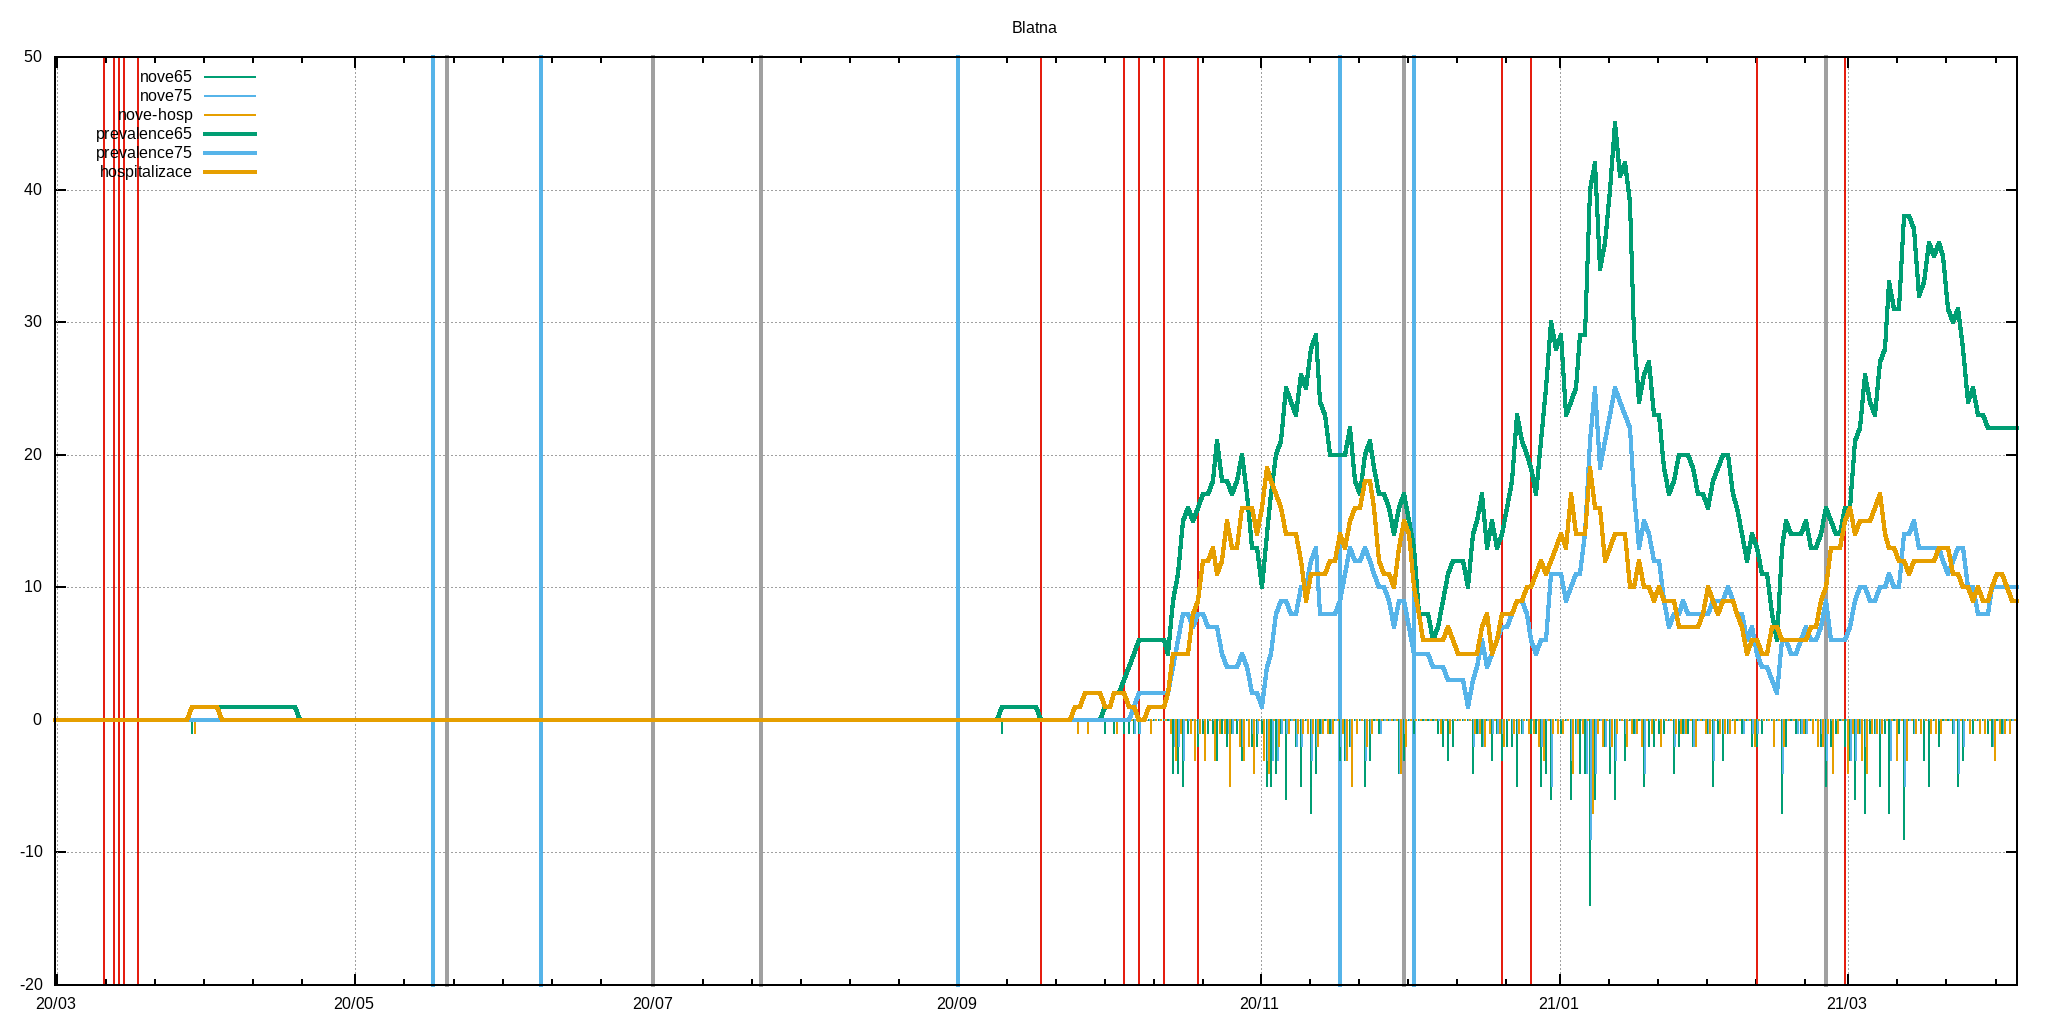 Blatna
50
nove65
nove75
nove-hosp
prevalence65
prevalence75
hospitalizace
40
30
20
10
0
-10
-20
20/03 20/05 20/07 20/09 20/11 21/01 21/03